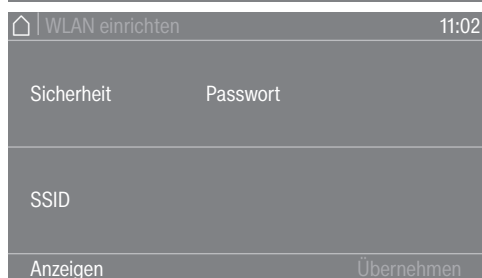 WLAN einrichten 11:02
Sicherheit Passwort
SSID
Anzeigen Übernehmen